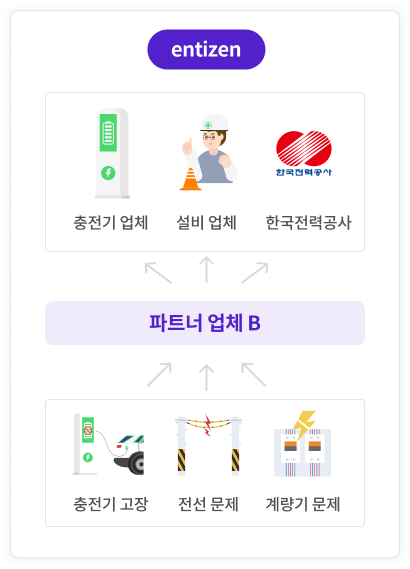 entizen
충전기 업체
설비 업체
한국전력공사
한국전력공사
파트너 업체 B
충전기 고장
전선 문제
계량기 문제